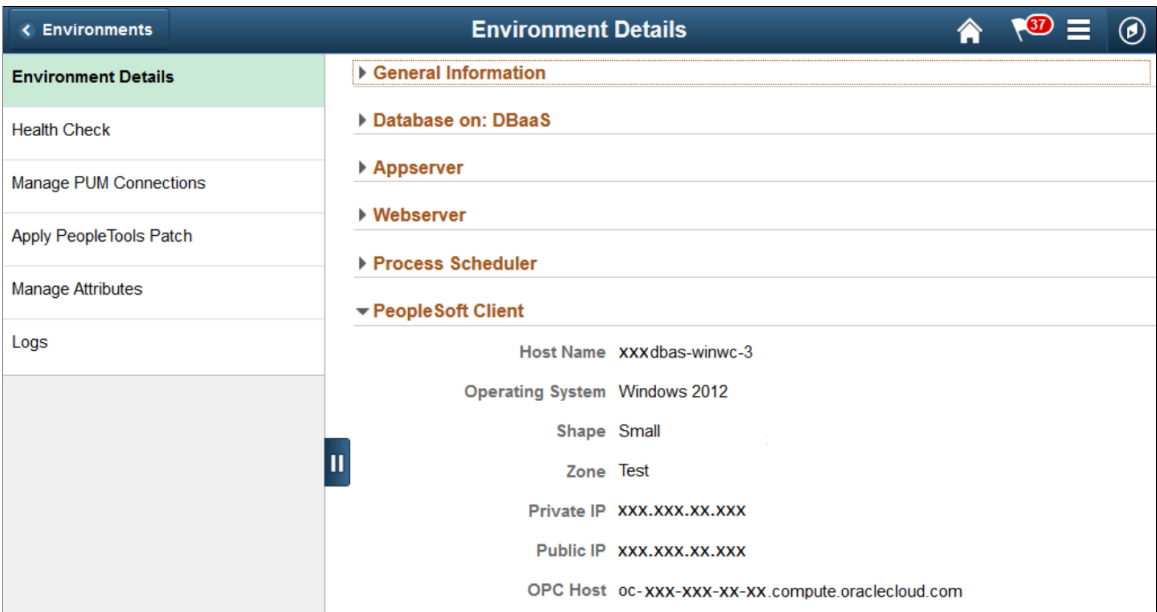 Environments
Environment Details
37
Environment Details
Health Check
Manage PUM Connections
Apply PeopleTools Patch
Manage Attributes
Logs
General Information
Database on: DBaaS
Appserver
Webserver
Process Scheduler
PeopleSoft Client
Host Name xxxdbas-winwc-3
Operating System Windows 2012
Shape Small
Zone Test
Private IP xxx.xxx.xx.xxx
Public IP xxx.xxx.xx.xxx
OPC Host oc-xxx-xxx-xx-xx.compute.oraclecloud.com